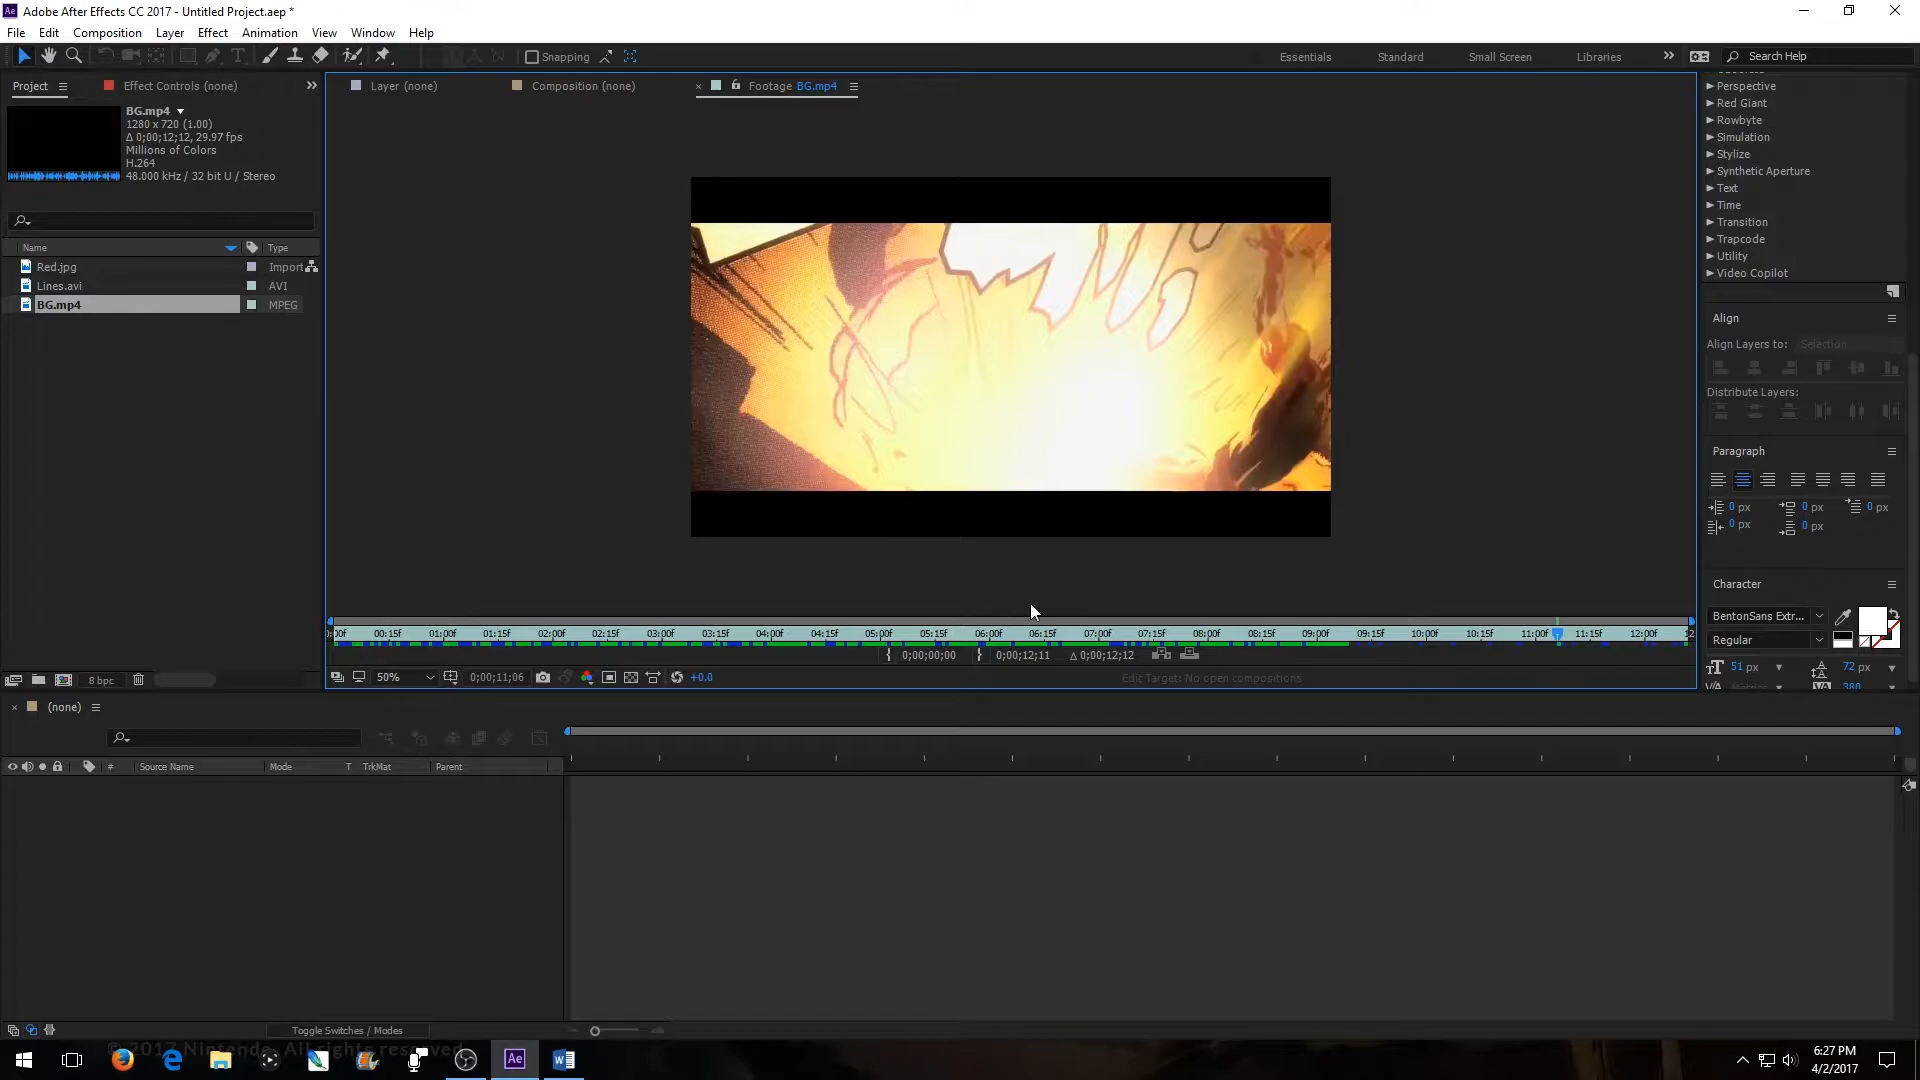 Adobe After Effects CC 2017 - Untitled Project.aep *
File Edit Composition Layer Effect Animation View Window Help
Snapping Essentials Standard Small Screen Libraries Search Help
Project Effect Controls (none) Layer (none) Composition (none) Footage BG.mp4
BG.mp4
1280 x 720 (1.00)
Δ 0;00;12;12, 29.97 fps
Millions of Colors
H.264
48.000 kHz / 32 bit U / Stereo
Name Type
Red.jpg Import
Lines.avi AVI
BG.mp4 MPEG
Perspective
Red Giant
Rowbyte
Simulation
Stylize
Synthetic Aperture
Text
Time
Transition
Trapcode
Utility
Video Copilot
Align
Align Layers to: Selection
Distribute Layers:
Paragraph
0 px 0 px 0 px
0 px 0 px
Character
BentonSans Extr...
Regular
51 px 72 px
Metrics 380
00f 00:15f 01:00f 01:15f 02:00f 02:15f 03:00f 03:15f 04:00f 04:15f 05:00f 05:15f 06:00f 06:15f 07:00f 07:15f 08:00f 08:15f 09:00f 09:15f 10:00f 10:15f 11:00f 11:15f 12:00f 12
0;00;00;00 0;00;12;11 Δ 0;00;12;12
8 bpc 50% 0;00;11;06 +0.0 Edit Target: No open compositions
(none)
# Source Name Mode T TrkMat Parent
Toggle Switches / Modes
© 2017 Nintendo. All rights reserved.
Ae
6:27 PM
4/2/2017